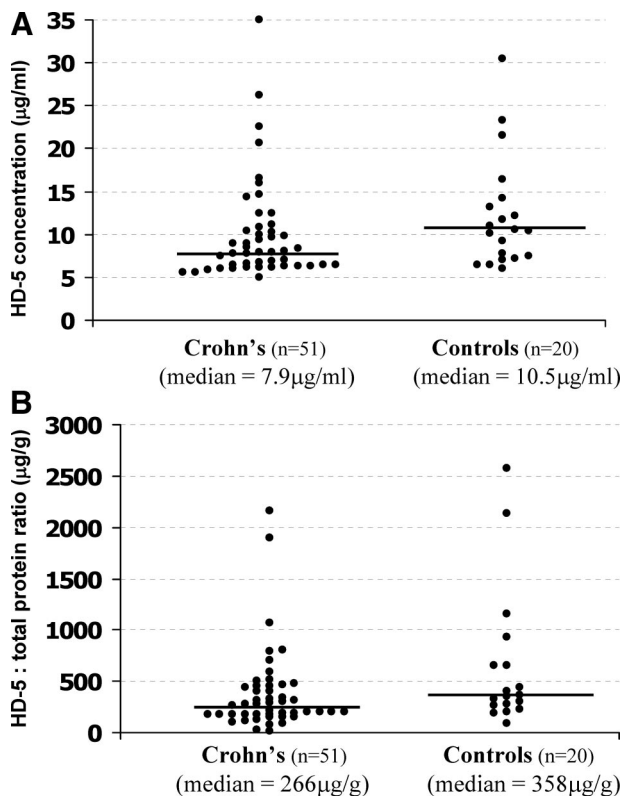 A
HD-5 concentration (μg/ml)
35
30
25
20
15
10
5
0
Crohn's (n=51)
(median = 7.9μg/ml)
Controls (n=20)
(median = 10.5μg/ml)
B
HD-5 : total protein ratio (μg/g)
3000
2500
2000
1500
1000
500
0
Crohn's (n=51)
(median = 266μg/g)
Controls (n=20)
(median = 358μg/g)